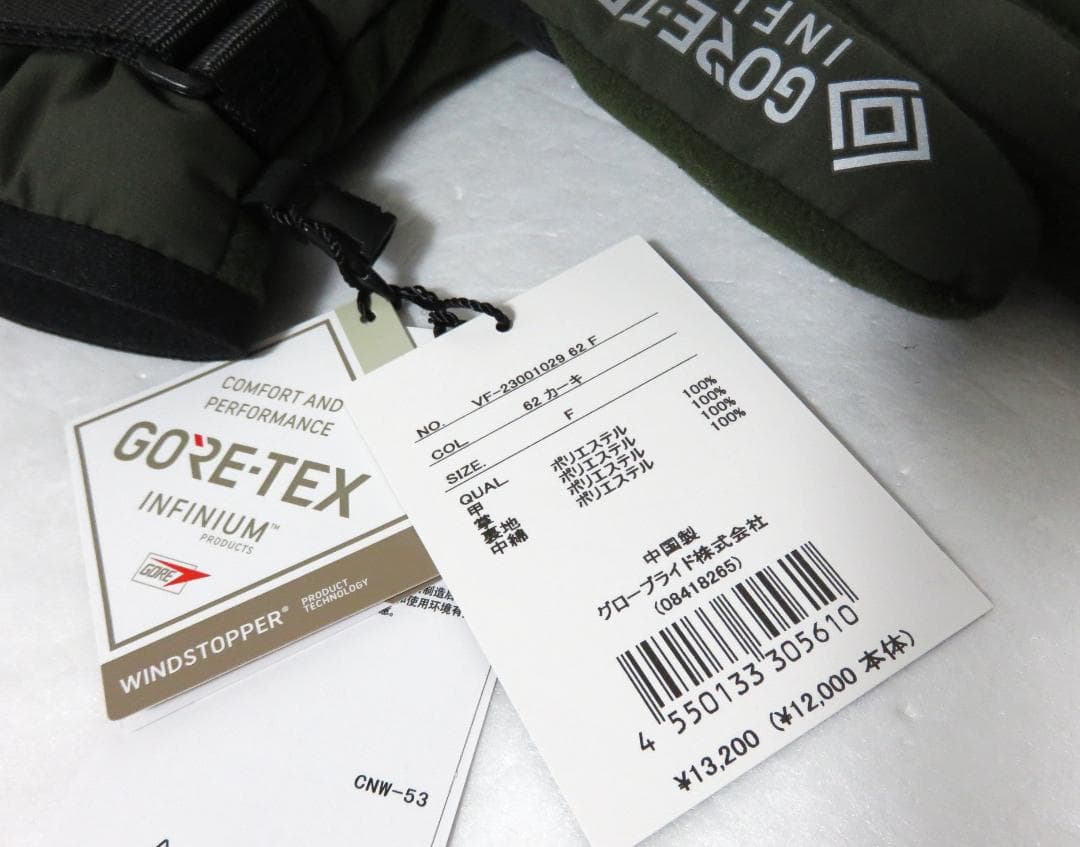 GORE-TE
INFI
COMFORT AND
PERFORMANCE
GORE-TEX
INFINIUM™
PRODUCTS
GORE
WINDSTOPPER®
PRODUCT
TECHNOLOGY
CNW-53
NO. VF-23001029 62 F
COL 62 カーキ
SIZE. F
QUAL
甲 ポリエステル 100%
掌 ポリエステル 100%
裏地 ポリエステル 100%
中綿 ポリエステル 100%
中国製
グローブライド株式会社
(08418265)
4 550133 305610
¥13,200 (¥12,000 本体)